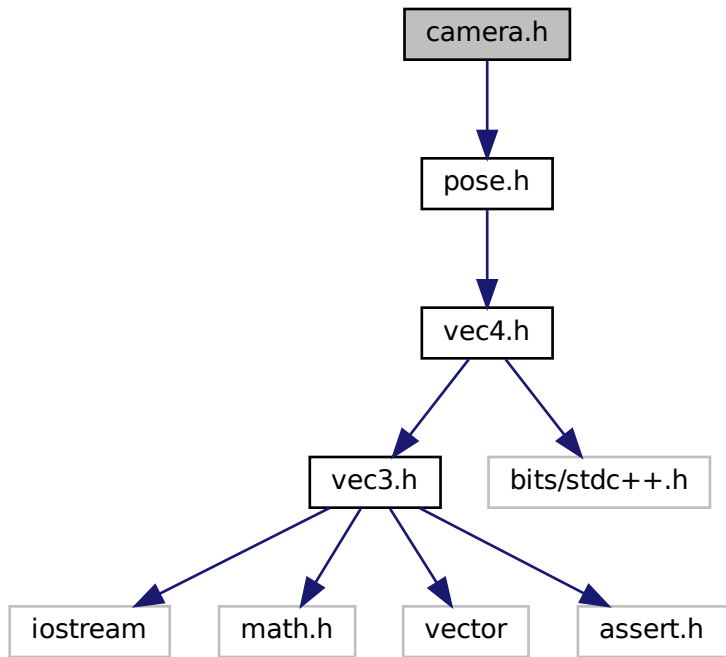 camera.h
pose.h
vec4.h
vec3.h
bits/stdc++.h
iostream
math.h
vector
assert.h